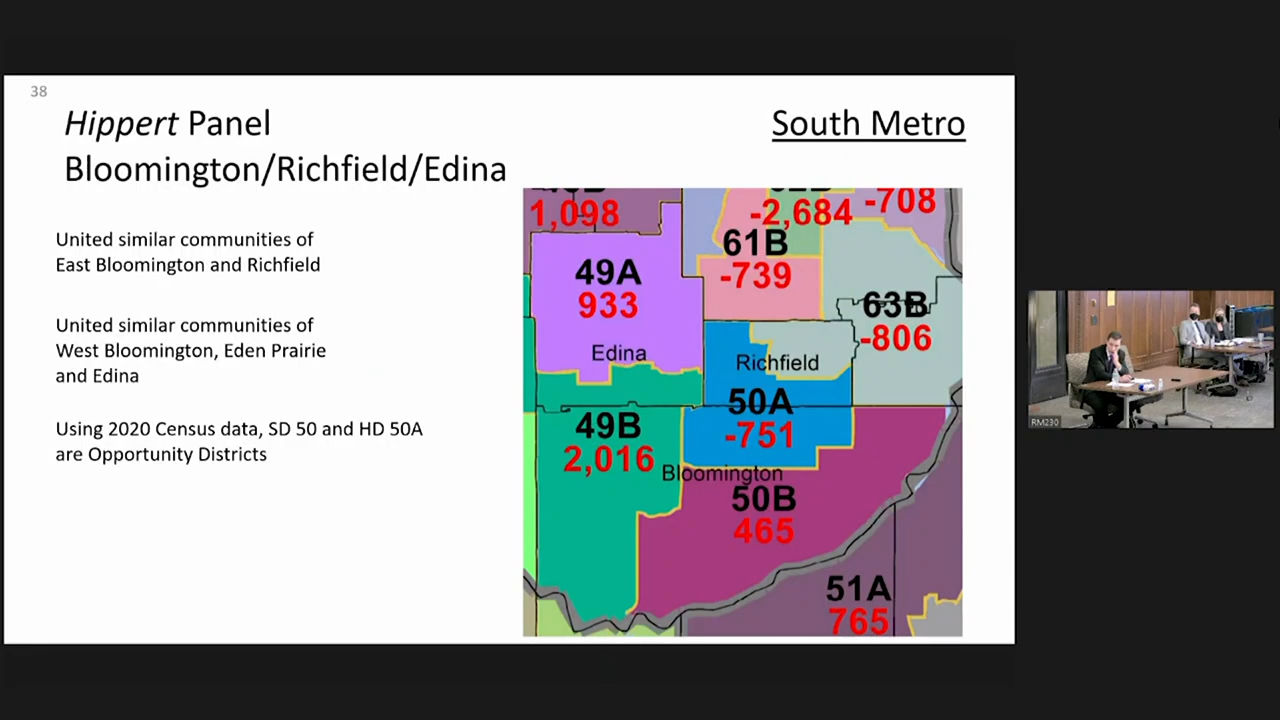 38
Hippert Panel
Bloomington/Richfield/Edina
South Metro
United similar communities of
East Bloomington and Richfield
United similar communities of
West Bloomington, Eden Prairie
and Edina
Using 2020 Census data, SD 50 and HD 50A
are Opportunity Districts
1,098
-2,684
-708
61B
-739
49A
933
63B
-806
Edina
Richfield
50A
-751
49B
2,016
Bloomington
50B
465
51A
765
RM230